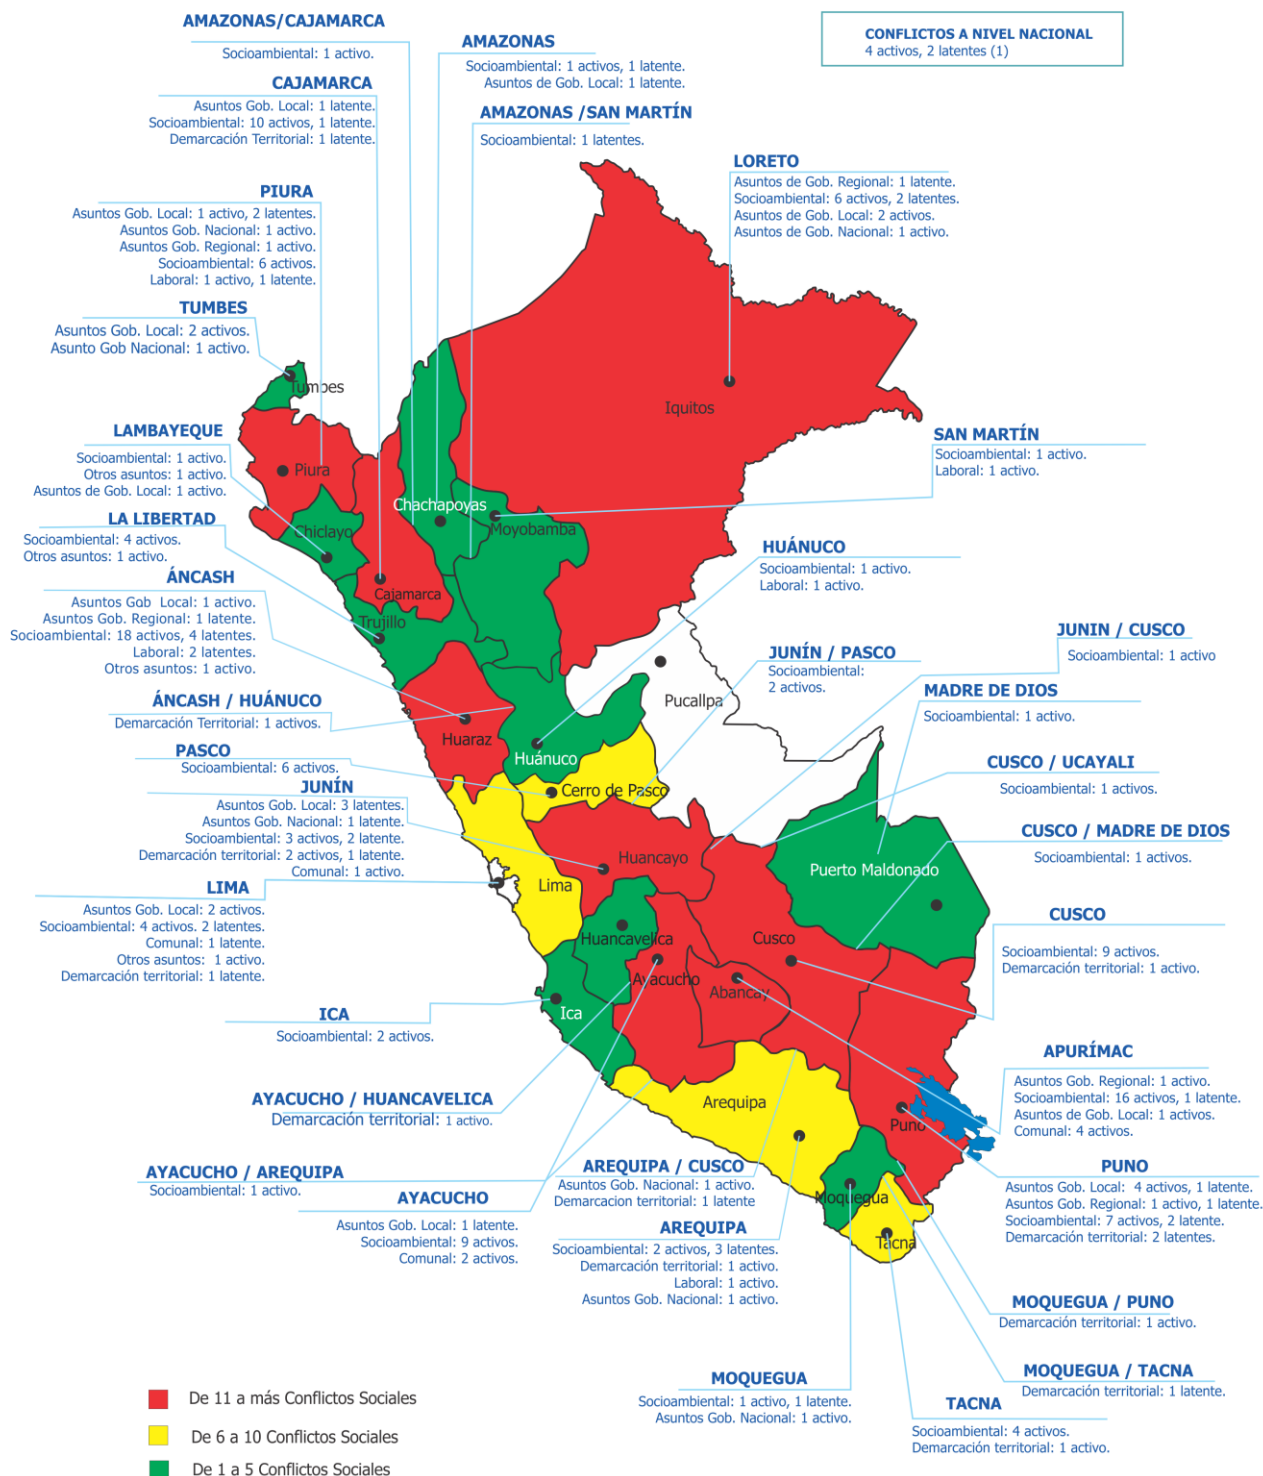 AMAZONAS/CAJAMARCA
Socioambiental: 1 activo.
CAJAMARCA
Asuntos Gob. Local: 1 latente.
Socioambiental: 10 activos, 1 latente.
Demarcación Territorial: 1 latente.
AMAZONAS
Socioambiental: 1 activos, 1 latente.
Asuntos de Gob. Local: 1 latente.
AMAZONAS /SAN MARTÍN
Socioambiental: 1 latentes.
CONFLICTOS A NIVEL NACIONAL
4 activos, 2 latentes (1)
LORETO
Asuntos de Gob. Regional: 1 latente.
Socioambiental: 6 activos, 2 latentes.
Asuntos de Gob. Local: 2 activos.
Asuntos de Gob. Nacional: 1 activo.
PIURA
Asuntos Gob. Local: 1 activo, 2 latentes.
Asuntos Gob. Nacional: 1 activo.
Asuntos Gob. Regional: 1 activo.
Socioambiental: 6 activos.
Laboral: 1 activo, 1 latente.
TUMBES
Asuntos Gob. Local: 2 activos.
Asunto Gob Nacional: 1 activo.
LAMBAYEQUE
Socioambiental: 1 activo.
Otros asuntos: 1 activo.
Asuntos de Gob. Local: 1 activo.
LA LIBERTAD
Socioambiental: 4 activos.
Otros asuntos: 1 activo.
ÁNCASH
Asuntos Gob Local: 1 activo.
Asuntos Gob. Regional: 1 latente.
Socioambiental: 18 activos, 4 latentes.
Laboral: 2 latentes.
Otros asuntos: 1 activo.
ÁNCASH / HUÁNUCO
Demarcación Territorial: 1 activos.
PASCO
Socioambiental: 6 activos.
JUNÍN
Asuntos Gob. Local: 3 latentes.
Asuntos Gob. Nacional: 1 latente.
Socioambiental: 3 activos, 2 latente.
Demarcación territorial: 2 activos, 1 latente.
Comunal: 1 activo.
LIMA
Asuntos Gob. Local: 2 activos.
Socioambiental: 4 activos. 2 latentes.
Comunal: 1 latente.
Otros asuntos: 1 activo.
Demarcación territorial: 1 latente.
ICA
Socioambiental: 2 activos.
AYACUCHO / HUANCAVELICA
Demarcación territorial: 1 activo.
AYACUCHO / AREQUIPA
Socioambiental: 1 activo.
AYACUCHO
Asuntos Gob. Local: 1 latente.
Socioambiental: 9 activos.
Comunal: 2 activos.
AREQUIPA / CUSCO
Asuntos Gob. Nacional: 1 activo.
Demarcacion territorial: 1 latente
AREQUIPA
Socioambiental: 2 activos, 3 latentes.
Demarcación territorial: 1 activo.
Laboral: 1 activo.
Asuntos Gob. Nacional: 1 activo.
MOQUEGUA
Socioambiental: 1 activo, 1 latente.
Asuntos Gob. Nacional: 1 activo.
SAN MARTÍN
Socioambiental: 1 activo.
Laboral: 1 activo.
HUÁNUCO
Socioambiental: 1 activo.
Laboral: 1 activo.
JUNÍN / PASCO
Socioambiental:
2 activos.
JUNIN / CUSCO
Socioambiental: 1 activo
MADRE DE DIOS
Socioambiental: 1 activo.
CUSCO / UCAYALI
Socioambiental: 1 activos.
CUSCO / MADRE DE DIOS
Socioambiental: 1 activos.
CUSCO
Socioambiental: 9 activos.
Demarcación territorial: 1 activo.
APURÍMAC
Asuntos Gob. Regional: 1 activo.
Socioambiental: 16 activos, 1 latente.
Asuntos de Gob. Local: 1 activos.
Comunal: 4 activos.
PUNO
Asuntos Gob. Local: 4 activos, 1 latente.
Asuntos Gob. Regional: 1 activo, 1 latente.
Socioambiental: 7 activos, 2 latente.
Demarcación territorial: 2 latentes.
MOQUEGUA / PUNO
Demarcación territorial: 1 activo.
MOQUEGUA / TACNA
Demarcación territorial: 1 latente.
TACNA
Socioambiental: 4 activos.
Demarcación territorial: 1 activo.
Tumbes
Iquitos
Piura
Chachapoyas
Moyobamba
Chiclayo
Cajamarca
Trujillo
Pucallpa
Huaraz
Huánuco
Cerro de Pasco
Huancayo
Lima
Puerto Maldonado
Huancavelica
Cusco
Ayacucho
Abancay
Ica
Arequipa
Puno
Moquegua
Tacna
De 11 a más Conflictos Sociales
De 6 a 10 Conflictos Sociales
De 1 a 5 Conflictos Sociales